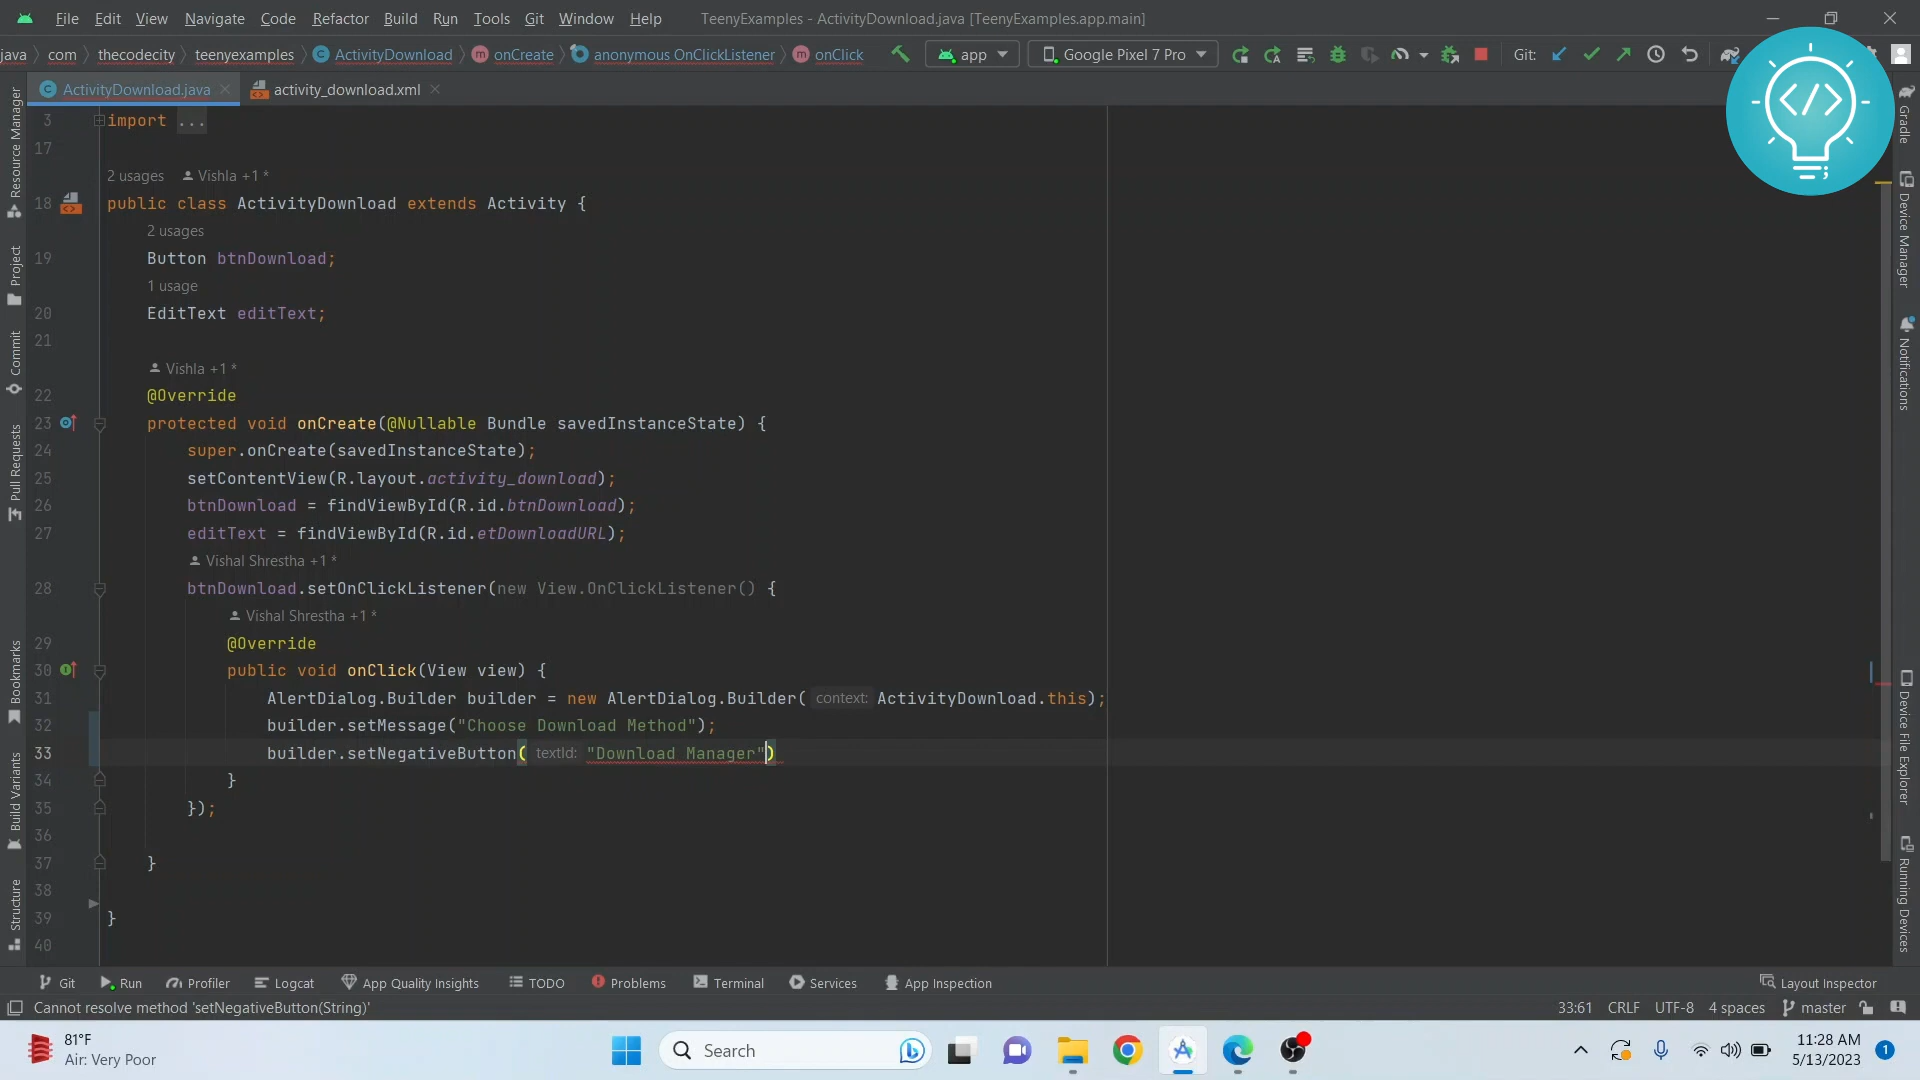 File Edit View Navigate Code Refactor Build Run Tools Git Window Help TeenyExamples - ActivityDownload.java [TeenyExamples.app.main]
java com thecodecity teenyexamples ActivityDownload onCreate anonymous OnClickListener onClick app Google Pixel 7 Pro Git:
ActivityDownload.java activity_download.xml
3 import ...
17
2 usages Vishla +1 *
18 public class ActivityDownload extends Activity {
2 usages
19 Button btnDownload;
1 usage
20 EditText editText;
21
Vishla +1 *
22 @Override
23 protected void onCreate(@Nullable Bundle savedInstanceState) {
24 super.onCreate(savedInstanceState);
25 setContentView(R.layout.activity_download);
26 btnDownload = findViewById(R.id.btnDownload);
27 editText = findViewById(R.id.etDownloadURL);
Vishal Shrestha +1 *
28 btnDownload.setOnClickListener(new View.OnClickListener() {
Vishal Shrestha +1 *
29 @Override
30 public void onClick(View view) {
31 AlertDialog.Builder builder = new AlertDialog.Builder( context: ActivityDownload.this);
32 builder.setMessage("Choose Download Method");
33 builder.setNegativeButton( textId: "Download Manager")
34 }
35 });
36
37 }
38
39 }
40
Resource Manager
Project
Commit
Pull Requests
Bookmarks
Build Variants
Structure
Gradle
Device Manager
Notifications
Device File Explorer
Running Devices
</>
Git Run Profiler Logcat App Quality Insights TODO Problems Terminal Services App Inspection Layout Inspector
Cannot resolve method 'setNegativeButton(String)' 33:61 CRLF UTF-8 4 spaces master
81°F
Air: Very Poor
Search
11:28 AM
5/13/2023
1